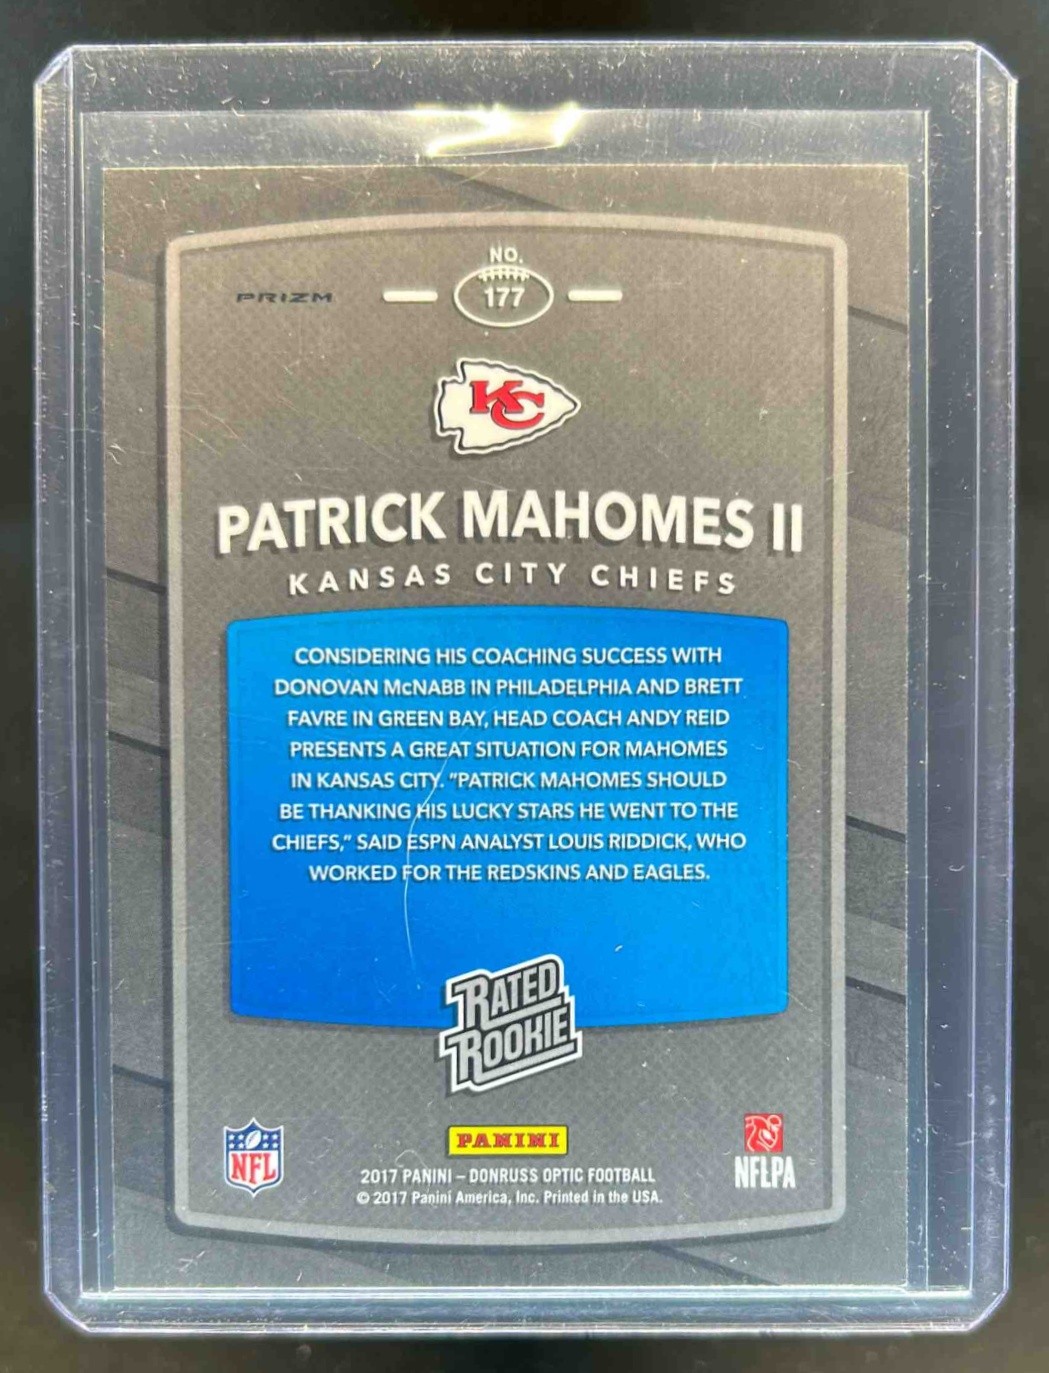 NO.
PRIZM
177
KC
PATRICK MAHOMES II
KANSAS CITY CHIEFS
CONSIDERING HIS COACHING SUCCESS WITH
DONOVAN McNABB IN PHILADELPHIA AND BRETT
FAVRE IN GREEN BAY, HEAD COACH ANDY REID
PRESENTS A GREAT SITUATION FOR MAHOMES
IN KANSAS CITY. "PATRICK MAHOMES SHOULD
BE THANKING HIS LUCKY STARS HE WENT TO THE
CHIEFS," SAID ESPN ANALYST LOUIS RIDDICK, WHO
WORKED FOR THE REDSKINS AND EAGLES.
RATED
ROOKIE
NFL
PANINI
NFLPA
2017 PANINI – DONRUSS OPTIC FOOTBALL
© 2017 Panini America, Inc. Printed in the USA.